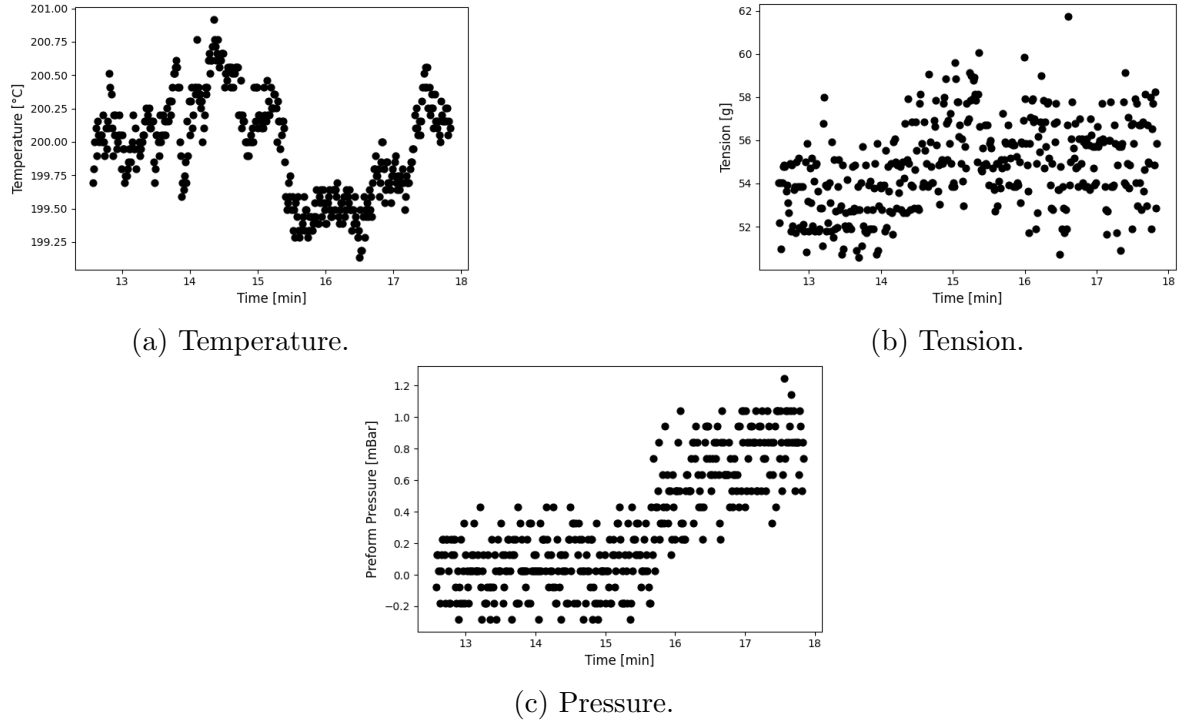 201.00
200.75
200.50
200.25
200.00
199.75
199.50
199.25
Temperature [°C]
13 14 15 16 17 18
Time [min]
(a) Temperature.
62
60
58
56
54
52
Tension [g]
13 14 15 16 17 18
Time [min]
(b) Tension.
1.2
1.0
0.8
0.6
0.4
0.2
0.0
−0.2
Preform Pressure [mBar]
13 14 15 16 17 18
Time [min]
(c) Pressure.